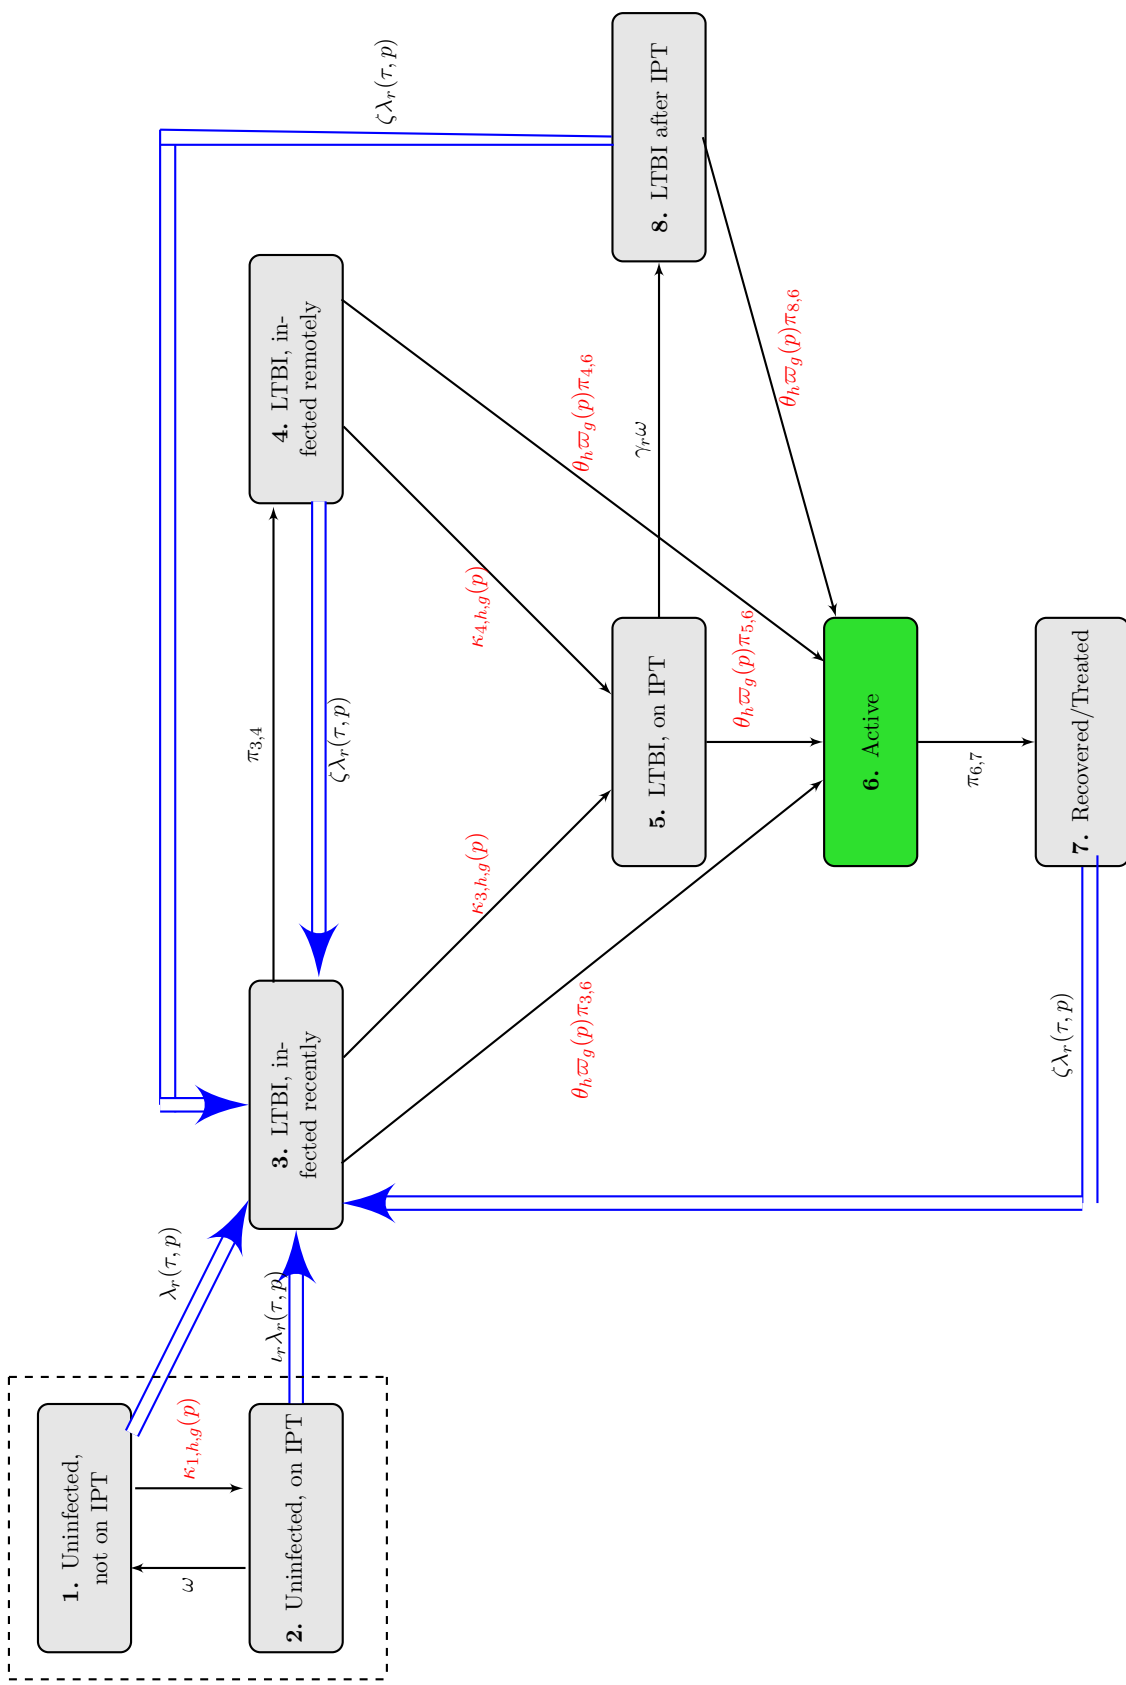 1. Uninfected,
not on IPT
2. Uninfected, on IPT
ω
κ₁,h,g(p)
λᵣ(τ, p)
ιᵣλᵣ(τ, p)
3. LTBI, in-
fected recently
π₃,₄
ζλᵣ(τ, p)
4. LTBI, in-
fected remotely
κ₃,h,g(p)
κ₄,h,g(p)
θₕϖg(p)π₃,₆
θₕϖg(p)π₄,₆
5. LTBI, on IPT
γᵣω
θₕϖg(p)π₅,₆
8. LTBI after IPT
ζλᵣ(τ, p)
θₕϖg(p)π₈,₆
6. Active
π₆,₇
7. Recovered/Treated
ζλᵣ(τ, p)